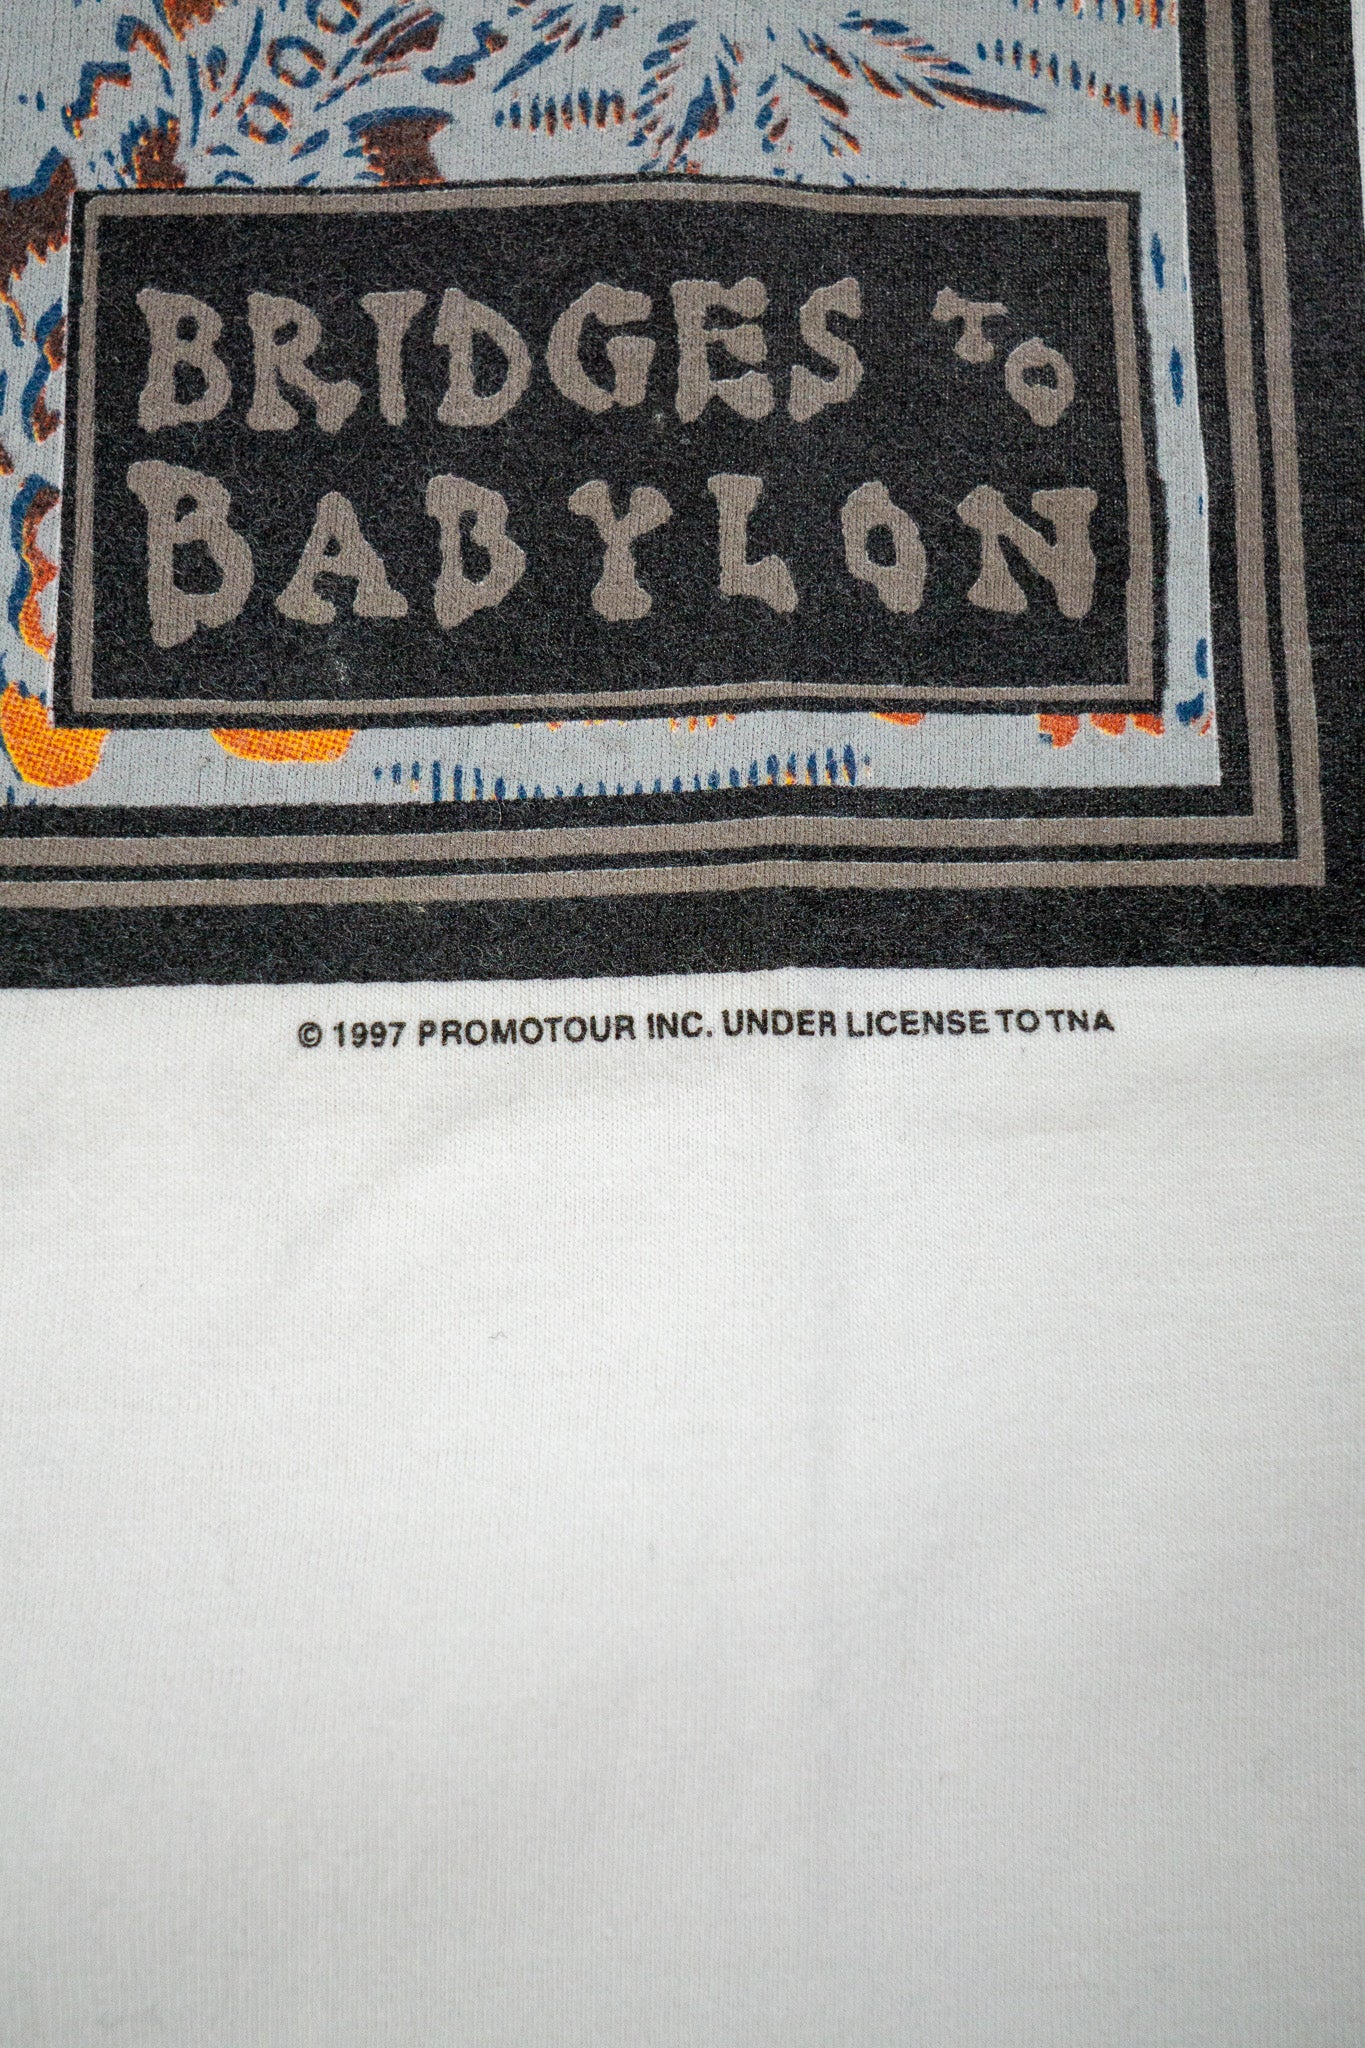 BRIDGES TO
BABYLON
© 1997 PROMOTOUR INC. UNDER LICENSE TO TNA